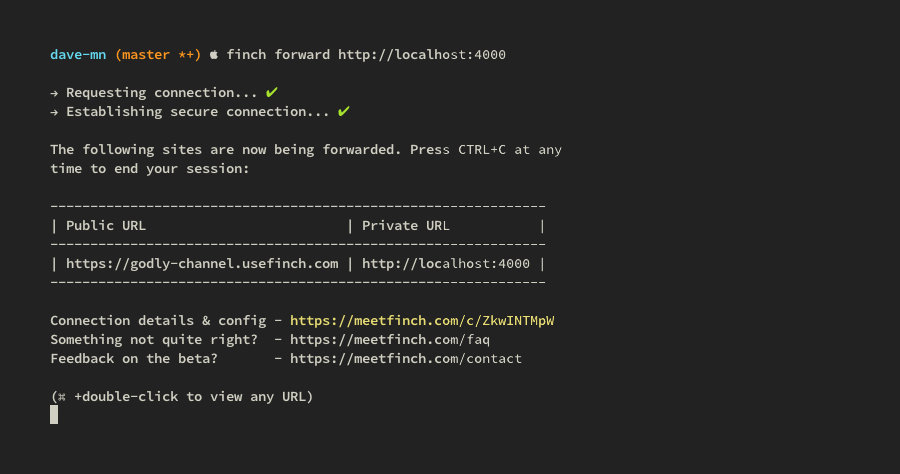 dave-mn (master *+)  finch forward http://localhost:4000
→ Requesting connection... ✔
→ Establishing secure connection... ✔
The following sites are now being forwarded. Press CTRL+C at any
time to end your session:
--------------------------------------------------------------
| Public URL                         | Private URL           |
--------------------------------------------------------------
| https://godly-channel.usefinch.com | http://localhost:4000 |
--------------------------------------------------------------
Connection details & config - https://meetfinch.com/c/ZkwINTMpW
Something not quite right?  - https://meetfinch.com/faq
Feedback on the beta?       - https://meetfinch.com/contact
(⌘ +double-click to view any URL)